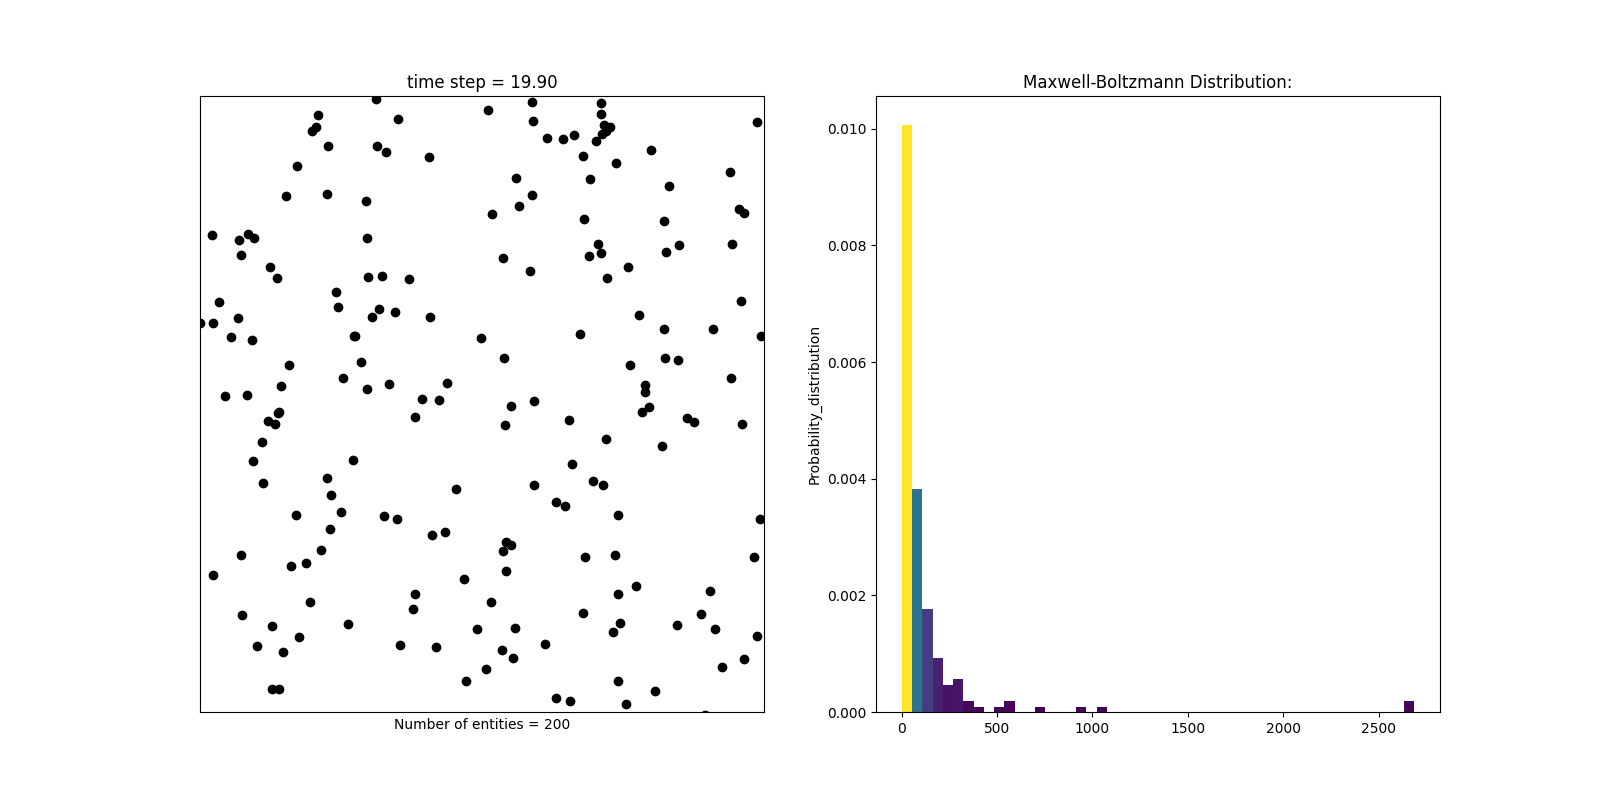 time step = 19.90
Number of entities = 200
Maxwell-Boltzmann Distribution:
Probability_distribution
0.010
0.008
0.006
0.004
0.002
0.000
0 500 1000 1500 2000 2500